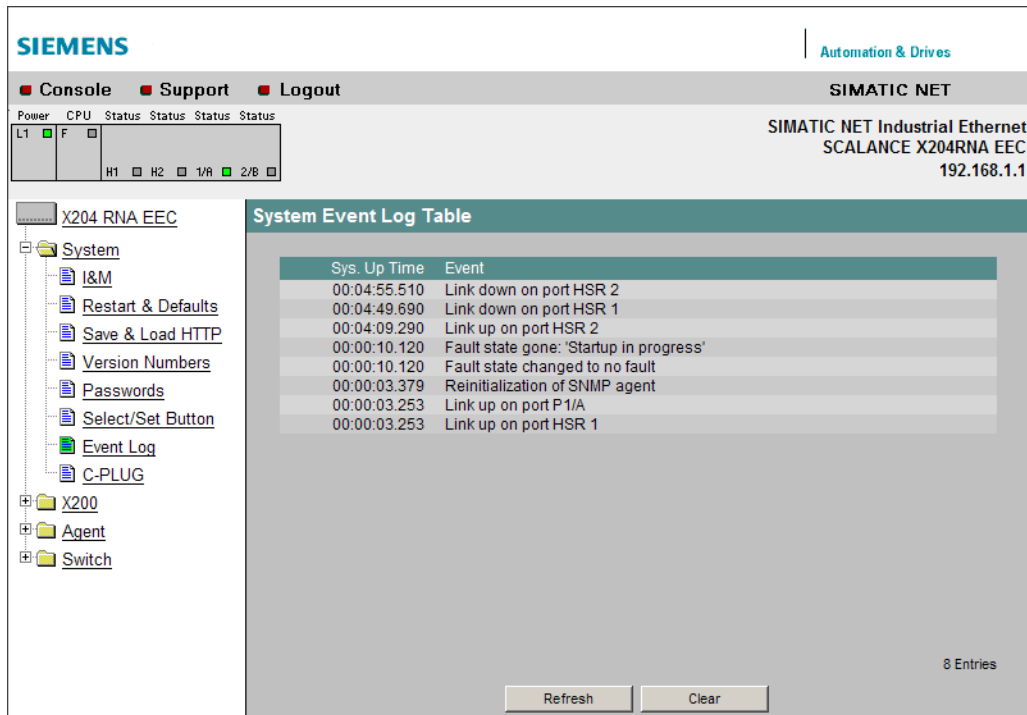 SIEMENS
Automation & Drives
Console Support Logout SIMATIC NET
Power CPU Status Status Status Status
L1 F
H1 H2 1/A 2/B
SIMATIC NET Industrial Ethernet
SCALANCE X204RNA EEC
192.168.1.1
X204 RNA EEC
System
I&M
Restart & Defaults
Save & Load HTTP
Version Numbers
Passwords
Select/Set Button
Event Log
C-PLUG
X200
Agent
Switch
System Event Log Table
Sys. Up Time Event
00:04:55.510 Link down on port HSR 2
00:04:49.690 Link down on port HSR 1
00:04:09.290 Link up on port HSR 2
00:00:10.120 Fault state gone: 'Startup in progress'
00:00:10.120 Fault state changed to no fault
00:00:03.379 Reinitialization of SNMP agent
00:00:03.253 Link up on port P1/A
00:00:03.253 Link up on port HSR 1
8 Entries
Refresh Clear